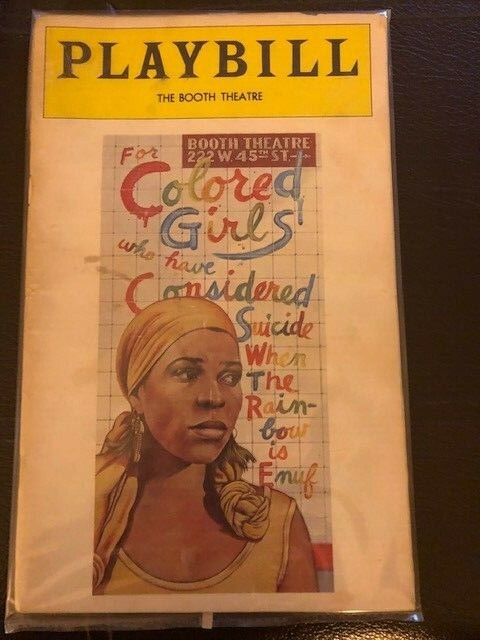 PLAYBILL
THE BOOTH THEATRE
BOOTH THEATRE
222 W. 45TH ST.
For
Colored
Girls
who have
Considered
Suicide
When
The
Rain-
bow
is
Enuf